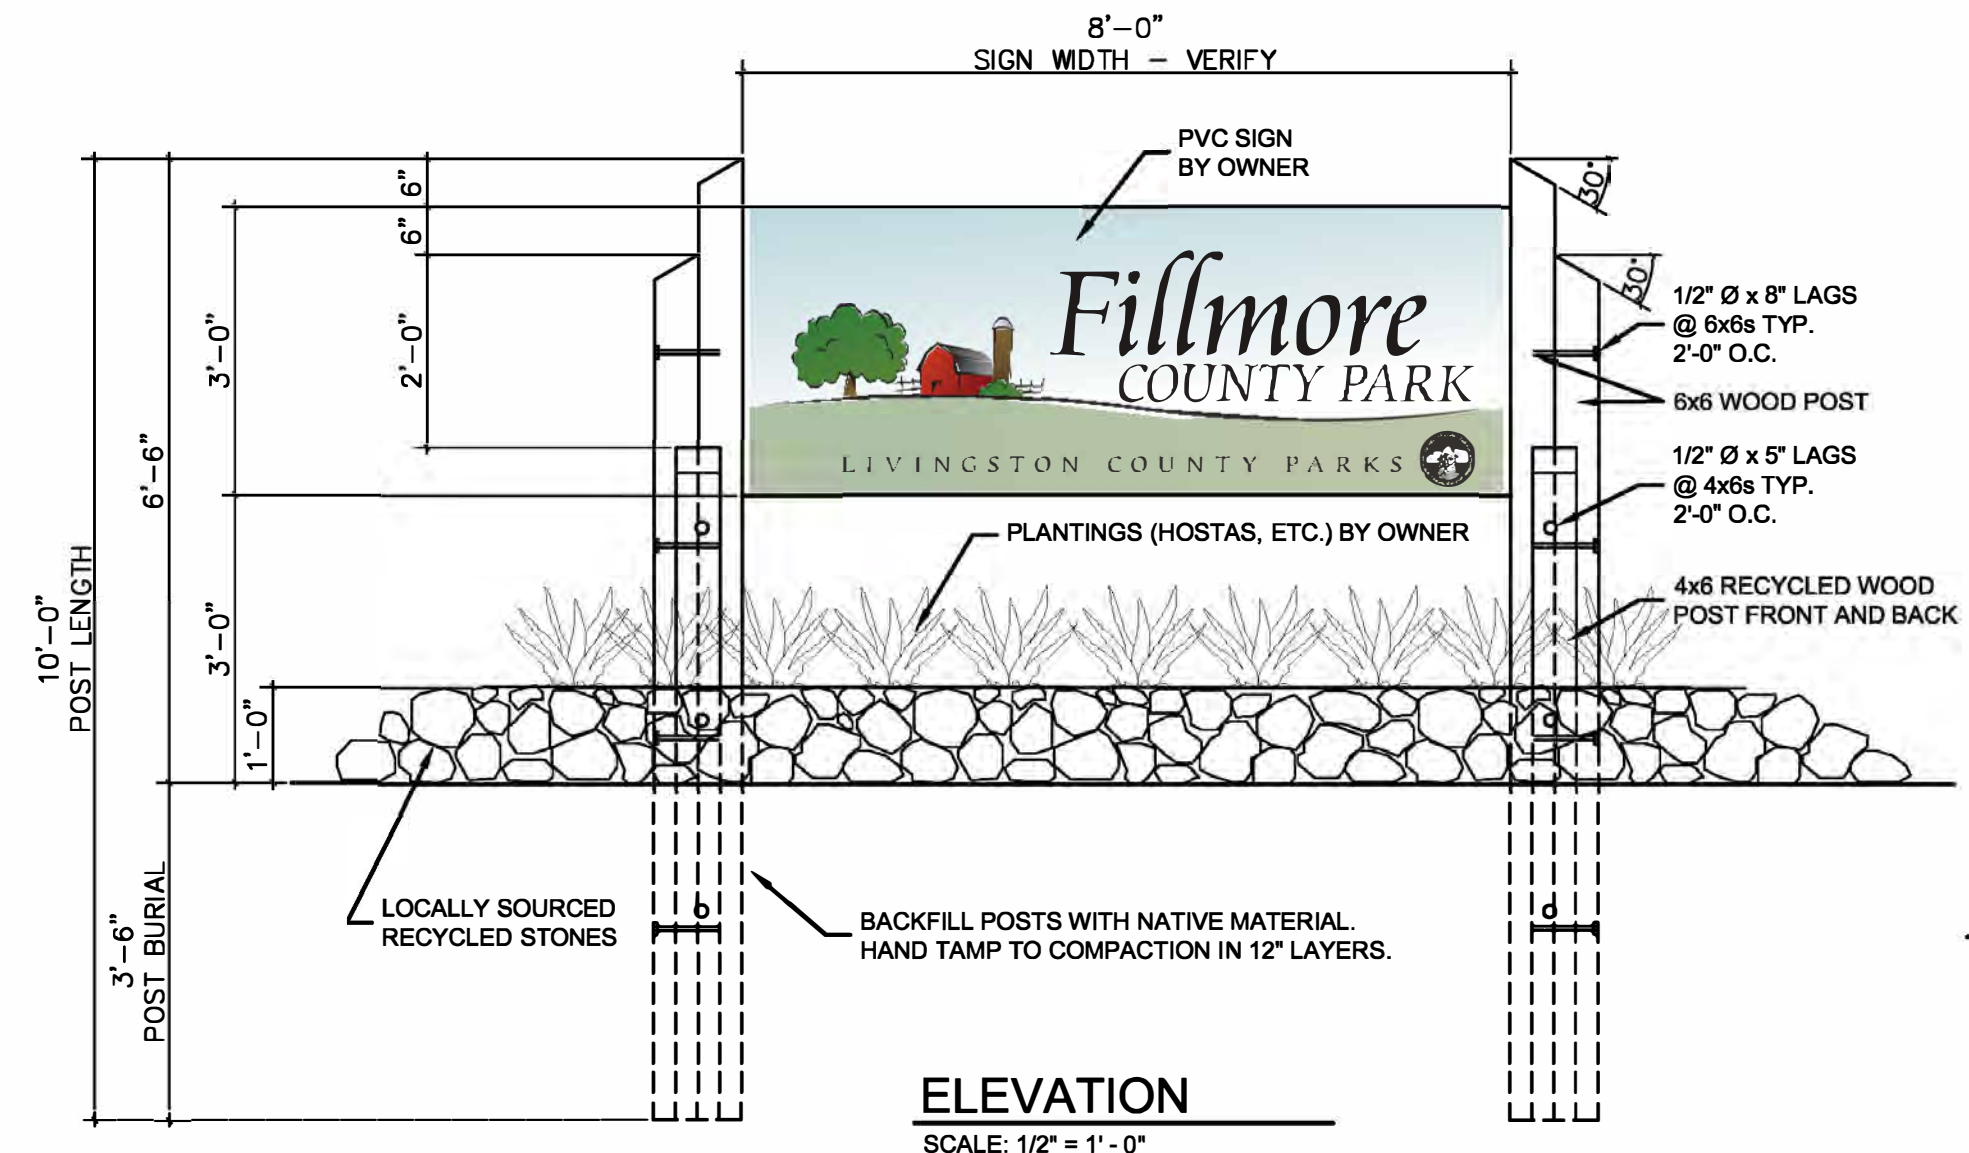 8'-0"
SIGN WIDTH - VERIFY
PVC SIGN
BY OWNER
6"
6"
2'-0"
3'-0"
6'-6"
3'-0"
1'-0"
10'-0"
POST LENGTH
3'-6"
POST BURIAL
30°
30°
Fillmore
COUNTY PARK
LIVINGSTON COUNTY PARKS
1/2" Ø x 8" LAGS
@ 6x6s TYP.
2'-0" O.C.
6x6 WOOD POST
1/2" Ø x 5" LAGS
@ 4x6s TYP.
2'-0" O.C.
PLANTINGS (HOSTAS, ETC.) BY OWNER
4x6 RECYCLED WOOD
POST FRONT AND BACK
LOCALLY SOURCED
RECYCLED STONES
BACKFILL POSTS WITH NATIVE MATERIAL.
HAND TAMP TO COMPACTION IN 12" LAYERS.
ELEVATION
SCALE: 1/2" = 1' - 0"